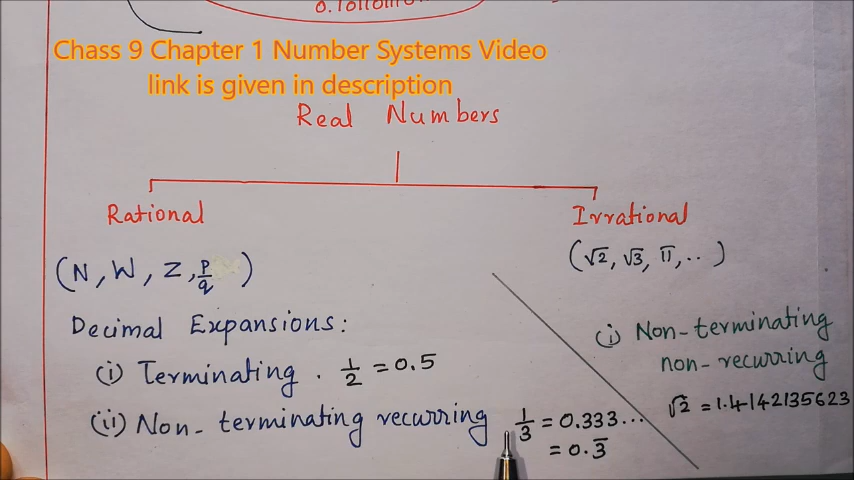 Chass 9 Chapter 1 Number Systems Video
link is given in description
Real Numbers
Rational
(N, W, Z, p/q)
Decimal Expansions:
(i) Terminating. 1/2 = 0.5
(ii) Non-terminating recurring 1/3 = 0.333...
= 0.3̅
Irrational
(√2, √3, π, ..)
(i) Non-terminating
non-recurring
√2 = 1.4142135623